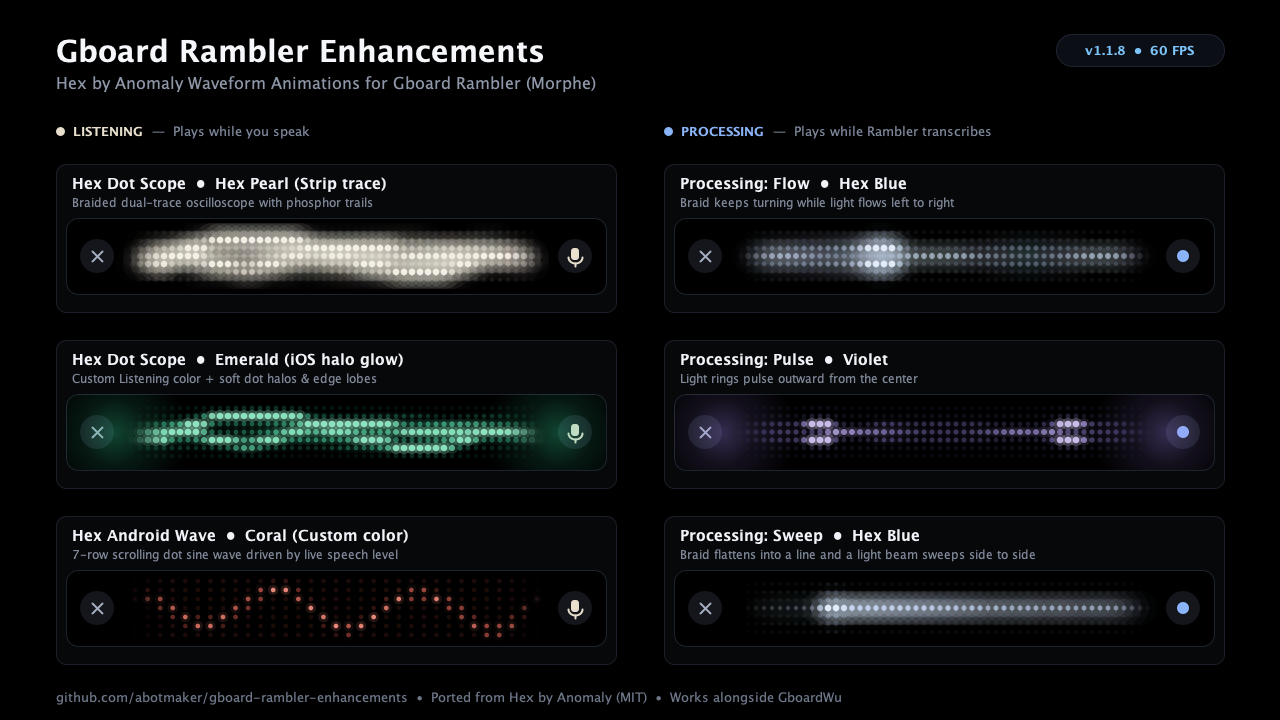 Gboard Rambler Enhancements
v1.1.8 • 60 FPS
Hex by Anomaly Waveform Animations for Gboard Rambler (Morphe)
LISTENING — Plays while you speak
Hex Dot Scope • Hex Pearl (Strip trace)
Braided dual-trace oscilloscope with phosphor trails
Hex Dot Scope • Emerald (iOS halo glow)
Custom Listening color + soft dot halos & edge lobes
Hex Android Wave • Coral (Custom color)
7-row scrolling dot sine wave driven by live speech level
PROCESSING — Plays while Rambler transcribes
Processing: Flow • Hex Blue
Braid keeps turning while light flows left to right
Processing: Pulse • Violet
Light rings pulse outward from the center
Processing: Sweep • Hex Blue
Braid flattens into a line and a light beam sweeps side to side
github.com/abotmaker/gboard-rambler-enhancements • Ported from Hex by Anomaly (MIT) • Works alongside GboardWu